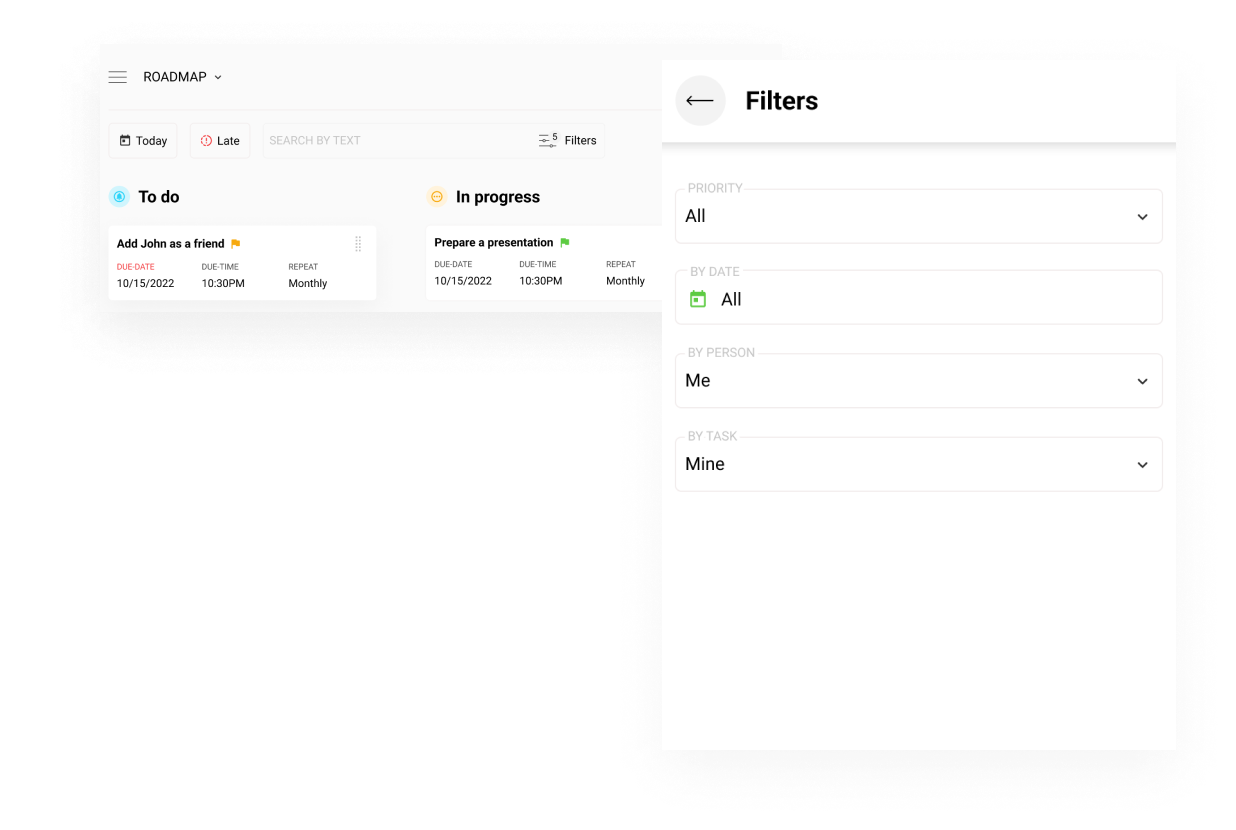 ROADMAP
Today
Late
SEARCH BY TEXT
5
Filters
To do
Add John as a friend
DUE-DATE DUE-TIME REPEAT
10/15/2022 10:30PM Monthly
In progress
Prepare a presentation
DUE-DATE DUE-TIME REPEAT
10/15/2022 10:30PM Monthly
Filters
PRIORITY
All
BY DATE
All
BY PERSON
Me
BY TASK
Mine